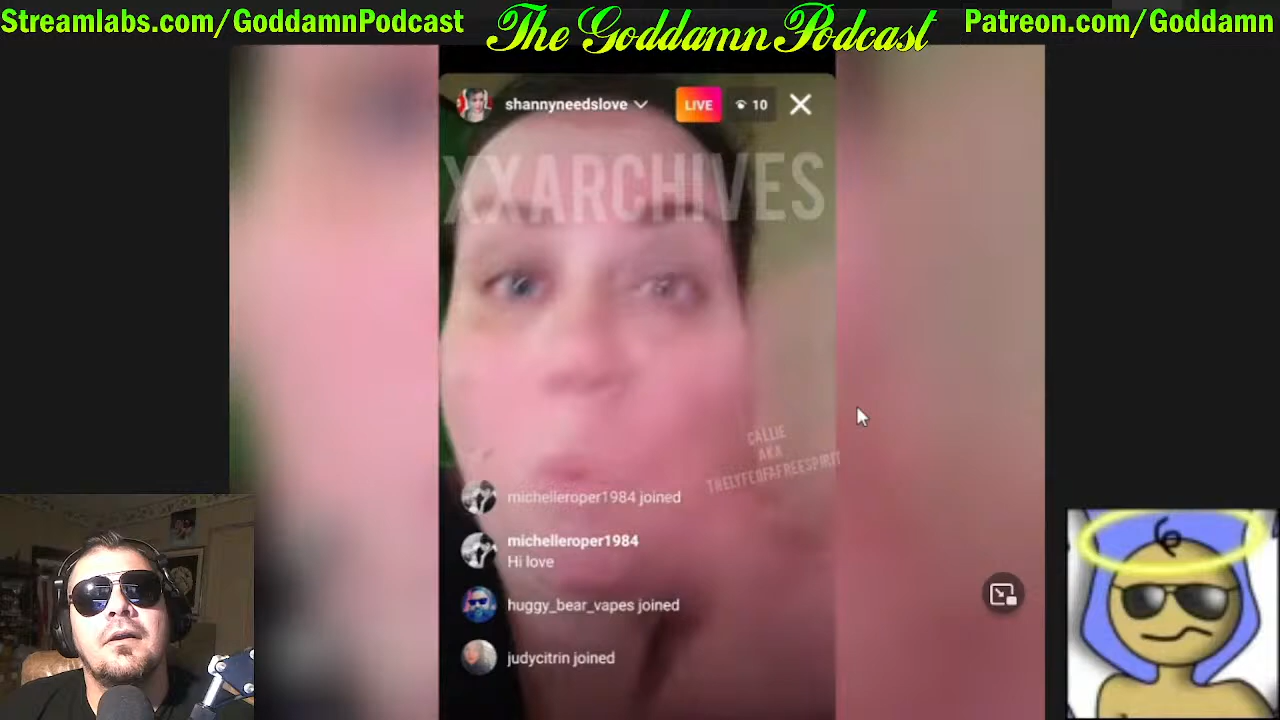 Streamlabs.com/GoddamnPodcast
The Goddamn Podcast
Patreon.com/Goddamn
shannyneedslove
LIVE
10
XXARCHIVES
CALLIE
AKA
THELYFEOFAFREESPIRIT
michelleroper1984 joined
michelleroper1984
Hi love
huggy_bear_vapes joined
judycitrin joined